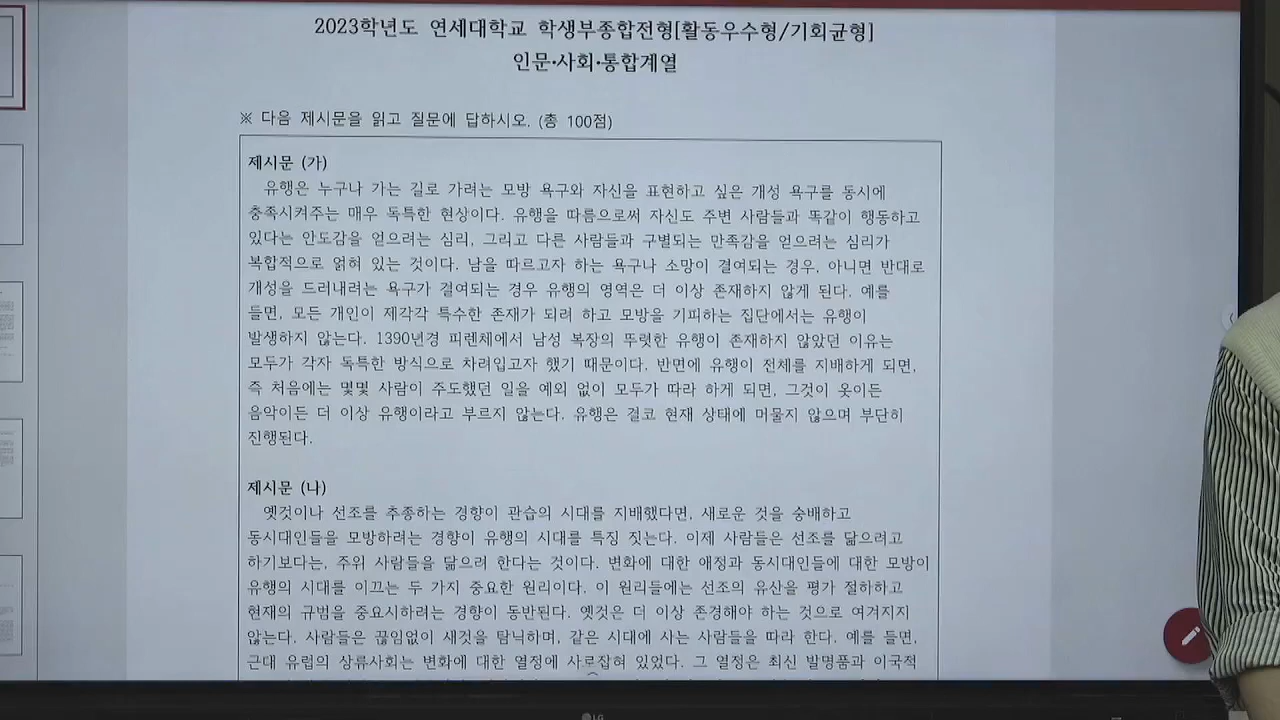 2023학년도 연세대학교 학생부종합전형[활동우수형/기회균형]
인문·사회·통합계열
※ 다음 제시문을 읽고 질문에 답하시오. (총 100점)
제시문 (가)
유행은 누구나 가는 길로 가려는 모방 욕구와 자신을 표현하고 싶은 개성 욕구를 동시에
충족시켜주는 매우 독특한 현상이다. 유행을 따름으로써 자신도 주변 사람들과 똑같이 행동하고
있다는 안도감을 얻으려는 심리, 그리고 다른 사람들과 구별되는 만족감을 얻으려는 심리가
복합적으로 얽혀 있는 것이다. 남을 따르고자 하는 욕구나 소망이 결여되는 경우, 아니면 반대로
개성을 드러내려는 욕구가 결여되는 경우 유행의 영역은 더 이상 존재하지 않게 된다. 예를
들면, 모든 개인이 제각각 특수한 존재가 되려 하고 모방을 기피하는 집단에서는 유행이
발생하지 않는다. 1390년경 피렌체에서 남성 복장의 뚜렷한 유행이 존재하지 않았던 이유는
모두가 각자 독특한 방식으로 차려입고자 했기 때문이다. 반면에 유행이 전체를 지배하게 되면,
즉 처음에는 몇몇 사람이 주도했던 일을 예외 없이 모두가 따라 하게 되면, 그것이 옷이든
음악이든 더 이상 유행이라고 부르지 않는다. 유행은 결코 현재 상태에 머물지 않으며 부단히
진행된다.
제시문 (나)
옛것이나 선조를 추종하는 경향이 관습의 시대를 지배했다면, 새로운 것을 숭배하고
동시대인들을 모방하려는 경향이 유행의 시대를 특징 짓는다. 이제 사람들은 선조를 닮으려고
하기보다는, 주위 사람들을 닮으려 한다는 것이다. 변화에 대한 애정과 동시대인들에 대한 모방이
유행의 시대를 이끄는 두 가지 중요한 원리이다. 이 원리들에는 선조의 유산을 평가 절하하고
현재의 규범을 중요시하려는 경향이 동반된다. 옛것은 더 이상 존경해야 하는 것으로 여겨지지
않는다. 사람들은 끊임없이 새것을 탐닉하며, 같은 시대에 사는 사람들을 따라 한다. 예를 들면,
근대 유럽의 상류사회는 변화에 대한 열정에 사로잡혀 있었다. 그 열정은 최신 발명품과 이국적
LG